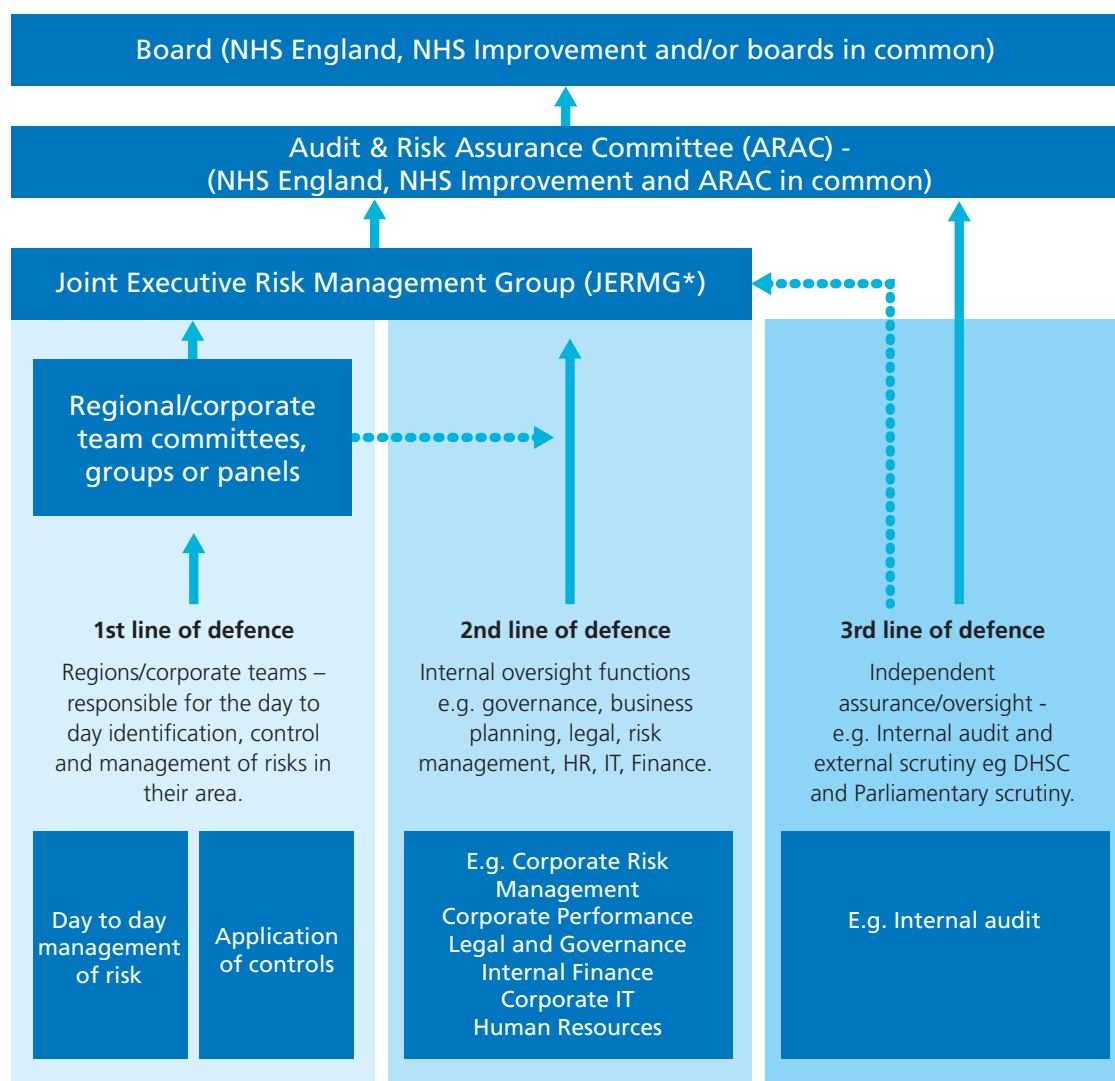 Board (NHS England, NHS Improvement and/or boards in common)
Audit & Risk Assurance Committee (ARAC) -
(NHS England, NHS Improvement and ARAC in common)
Joint Executive Risk Management Group (JERMG*)
Regional/corporate
team committees,
groups or panels
1st line of defence
Regions/corporate teams –
responsible for the day to
day identification, control
and management of risks in
their area.
Day to day
management
of risk
Application
of controls
2nd line of defence
Internal oversight functions
e.g. governance, business
planning, legal, risk
management, HR, IT, Finance.
E.g. Corporate Risk
Management
Corporate Performance
Legal and Governance
Internal Finance
Corporate IT
Human Resources
3rd line of defence
Independent
assurance/oversight -
e.g. Internal audit and
external scrutiny eg DHSC
and Parliamentary scrutiny.
E.g. Internal audit